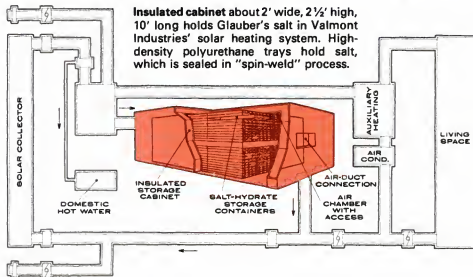 Insulated cabinet about 2' wide, 2½' high,
10' long holds Glauber's salt in Valmont
Industries' solar heating system. High-
density polyurethane trays hold salt,
which is sealed in "spin-weld" process.
SOLAR COLLECTOR
AUXILIARY
HEATING
LIVING
SPACE
AIR
COND.
DOMESTIC
HOT WATER
INSULATED
STORAGE
CABINET
SALT-HYDRATE
STORAGE
CONTAINERS
AIR-DUCT
CONNECTION
AIR
CHAMBER
WITH
ACCESS